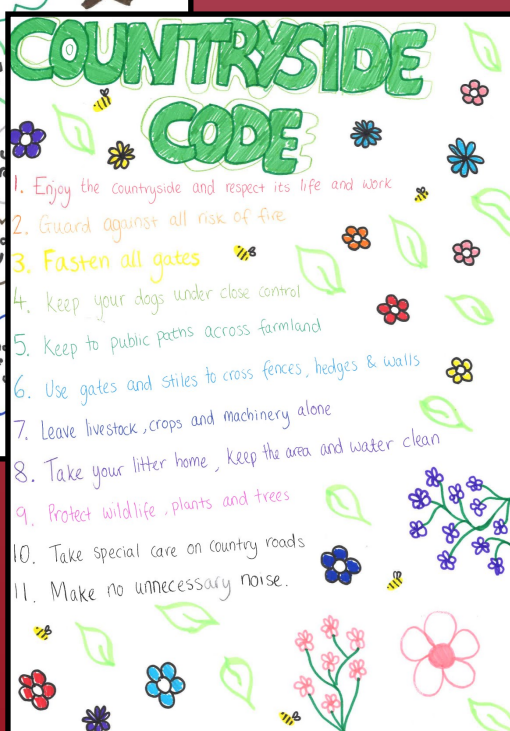 COUNTRYSIDE
CODE
1. Enjoy the countryside and respect its life and work
2. Guard against all risk of fire
3. Fasten all gates
4. Keep your dogs under close control
5. Keep to public paths across farmland
6. Use gates and stiles to cross fences, hedges & walls
7. Leave livestock, crops and machinery alone
8. Take your litter home, Keep the area and water clean
9. Protect wildlife, plants and trees
10. Take special care on country roads
11. Make no unnecessary noise.